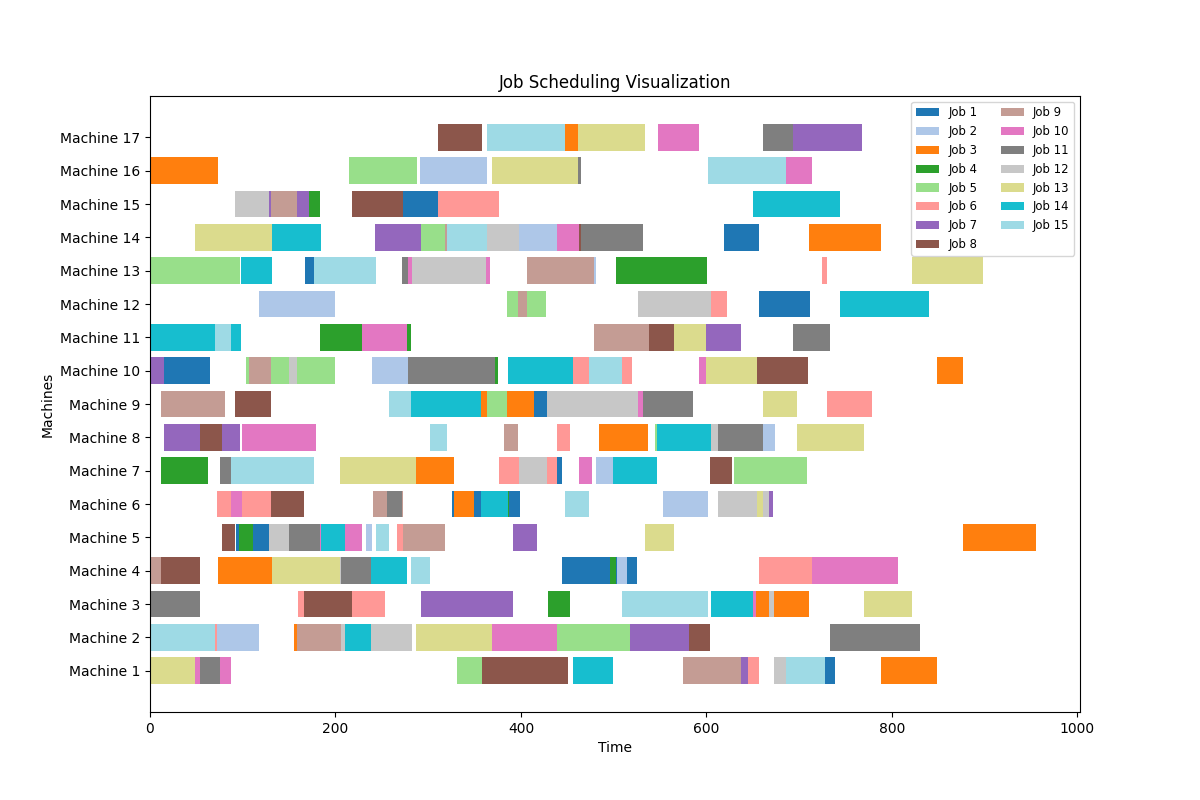 Job Scheduling Visualization
Machine 17
Machine 16
Machine 15
Machine 14
Machine 13
Machine 12
Machine 11
Machine 10
Machine 9
Machine 8
Machine 7
Machine 6
Machine 5
Machine 4
Machine 3
Machine 2
Machine 1
Machines
0 200 400 600 800 1000
Time
Job 1
Job 2
Job 3
Job 4
Job 5
Job 6
Job 7
Job 8
Job 9
Job 10
Job 11
Job 12
Job 13
Job 14
Job 15